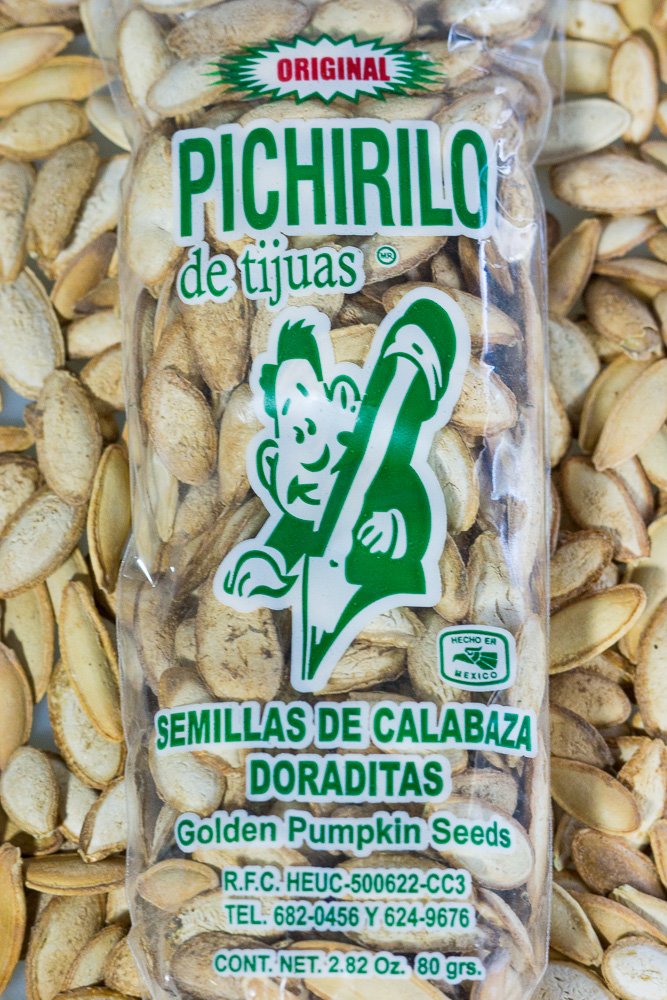 ORIGINAL
PICHIRILO
de tijuas MR
HECHO EN
MEXICO
SEMILLAS DE CALABAZA
DORADITAS
Golden Pumpkin Seeds
R.F.C. HEUC-500622-CC3
TEL. 682-0456 Y 624-9676
CONT. NET. 2.82 Oz. 80 grs.